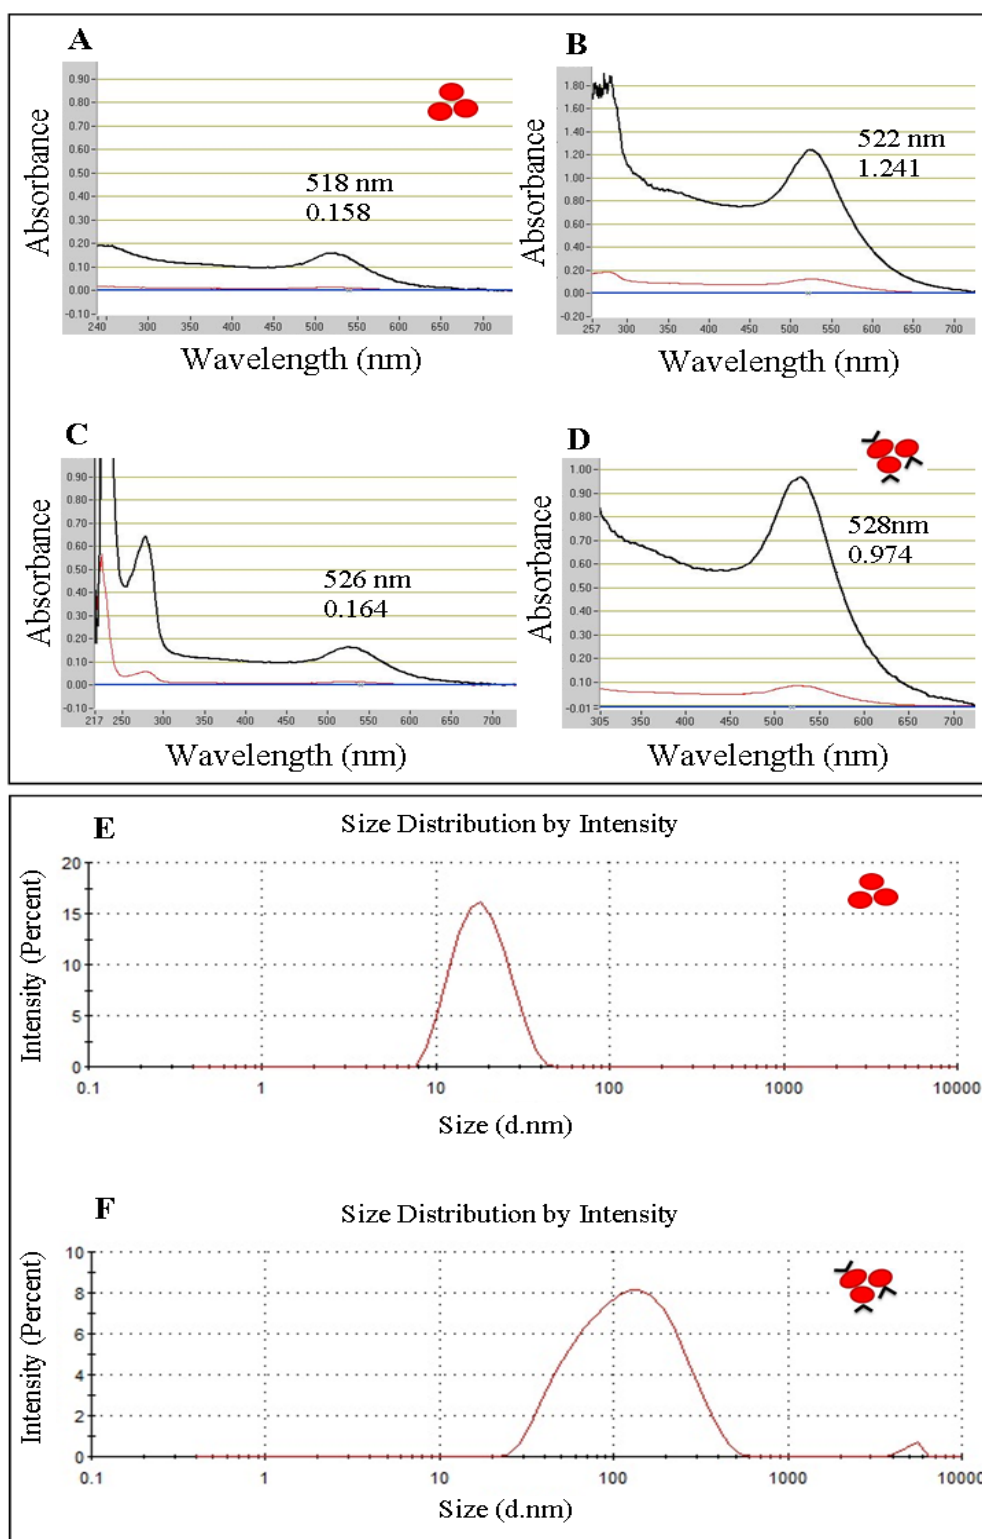 A
Absorbance
0.90
0.80
0.70
0.60
0.50
0.40
0.30
0.20
0.10
0.00
-0.10
518 nm
0.158
240 300 350 400 450 500 550 600 650 700
Wavelength (nm)
B
Absorbance
1.80
1.60
1.40
1.20
1.00
0.80
0.60
0.40
0.20
0.00
-0.20
522 nm
1.241
257 300 350 400 450 500 550 600 650 700
Wavelength (nm)
C
Absorbance
0.90
0.80
0.70
0.60
0.50
0.40
0.30
0.20
0.10
0.00
-0.10
526 nm
0.164
217 250 300 350 400 450 500 550 600 650 700
Wavelength (nm)
D
Absorbance
1.00
0.90
0.80
0.70
0.60
0.50
0.40
0.30
0.20
0.10
-0.01
528nm
0.974
305 350 400 450 500 550 600 650 700
Wavelength (nm)
E
Size Distribution by Intensity
Intensity (Percent)
20
15
10
5
0
0.1 1 10 100 1000 10000
Size (d.nm)
F
Size Distribution by Intensity
Intensity (Percent)
10
8
6
4
2
0
0.1 1 10 100 1000 10000
Size (d.nm)